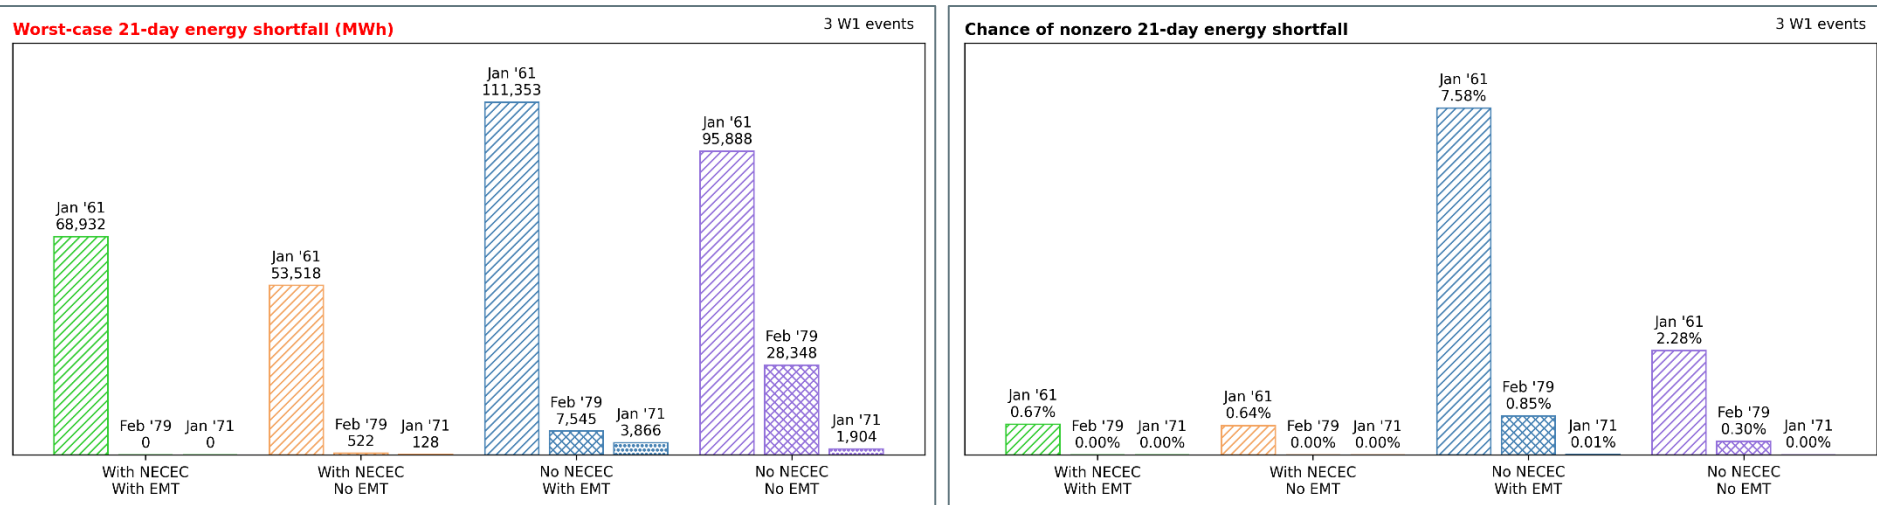 Worst-case 21-day energy shortfall (MWh)
3 W1 events
Jan '61
68,932
Feb '79
0
Jan '71
0
Jan '61
53,518
Feb '79
522
Jan '71
128
Jan '61
111,353
Feb '79
7,545
Jan '71
3,866
Jan '61
95,888
Feb '79
28,348
Jan '71
1,904
With NECEC
With EMT
With NECEC
No EMT
No NECEC
With EMT
No NECEC
No EMT
Chance of nonzero 21-day energy shortfall
3 W1 events
Jan '61
0.67%
Feb '79
0.00%
Jan '71
0.00%
Jan '61
0.64%
Feb '79
0.00%
Jan '71
0.00%
Jan '61
7.58%
Feb '79
0.85%
Jan '71
0.01%
Jan '61
2.28%
Feb '79
0.30%
Jan '71
0.00%
With NECEC
With EMT
With NECEC
No EMT
No NECEC
With EMT
No NECEC
No EMT